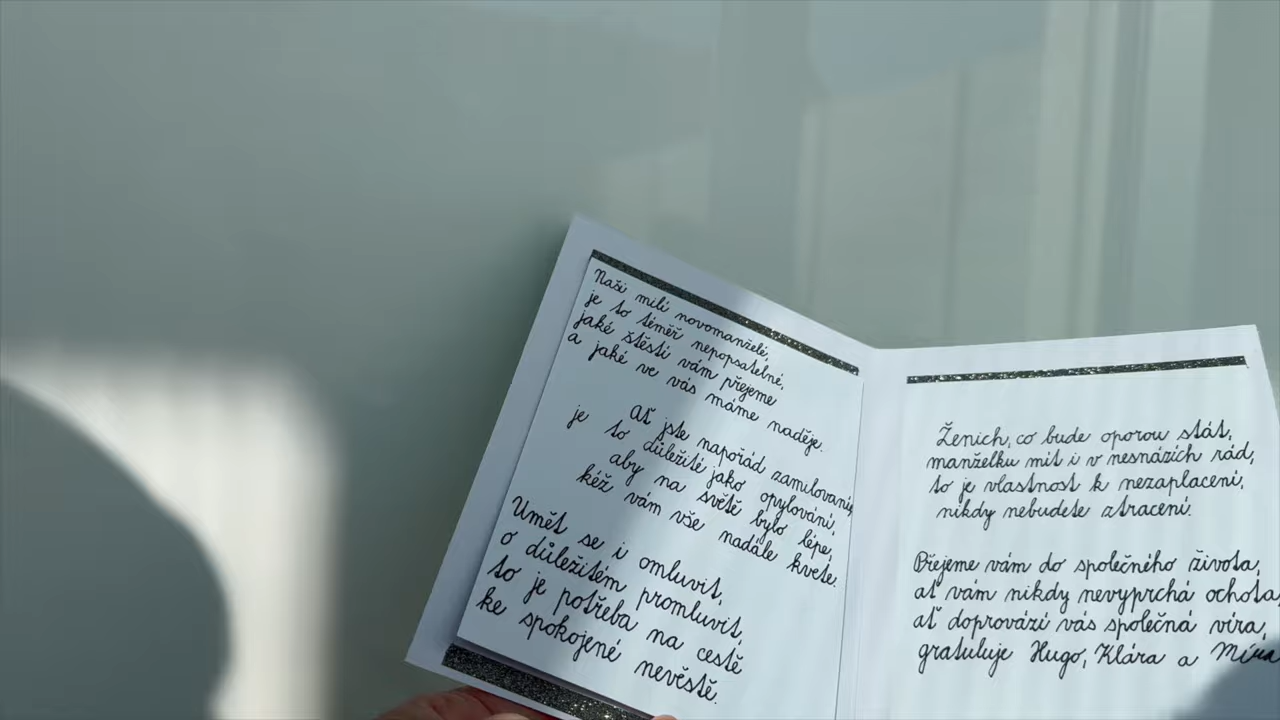 Naši milí novomanželé,
je to téměř nepopsatelné,
jaké štěstí vám přejeme
a jaké ve vás máme naděje.
Ať jste napořád zamilovaní,
je to důležité jako opylování,
aby na světě bylo lépe,
kéž vám vše nadále kvete.
Umět se i omluvit,
o důležitém promluvit,
to je potřeba na cestě
ke spokojené nevěstě.
Ženich, co bude oporou stát,
manželku mít i v nesnázích rád,
to je vlastnost k nezaplacení,
nikdy nebudete ztraceni.
Přejeme vám do společného života,
ať vám nikdy nevyprchá ochota,
ať doprovází vás společná víra,
gratuluje Hugo, Klára a Míra